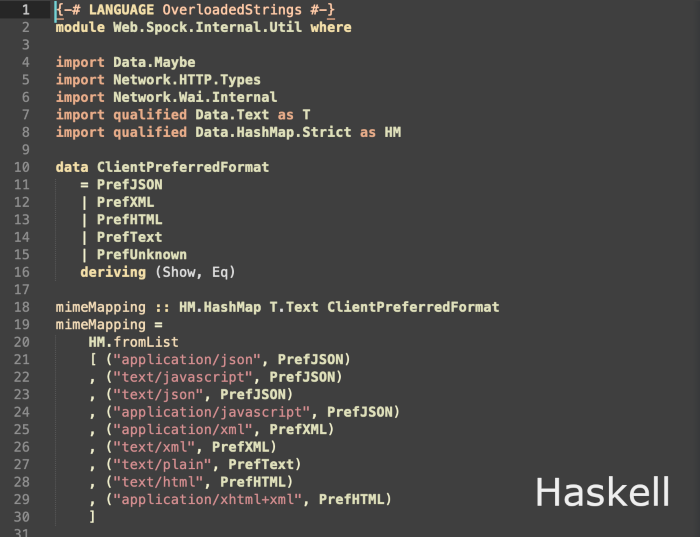 1 {-# LANGUAGE OverloadedStrings #-}
2 module Web.Spock.Internal.Util where
3
4 import Data.Maybe
5 import Network.HTTP.Types
6 import Network.Wai.Internal
7 import qualified Data.Text as T
8 import qualified Data.HashMap.Strict as HM
9
10 data ClientPreferredFormat
11    = PrefJSON
12    | PrefXML
13    | PrefHTML
14    | PrefText
15    | PrefUnknown
16    deriving (Show, Eq)
17
18 mimeMapping :: HM.HashMap T.Text ClientPreferredFormat
19 mimeMapping =
20     HM.fromList
21     [ ("application/json", PrefJSON)
22     , ("text/javascript", PrefJSON)
23     , ("text/json", PrefJSON)
24     , ("application/javascript", PrefJSON)
25     , ("application/xml", PrefXML)
26     , ("text/xml", PrefXML)
27     , ("text/plain", PrefText)
28     , ("text/html", PrefHTML)
29     , ("application/xhtml+xml", PrefHTML)
30     ]
31
Haskell